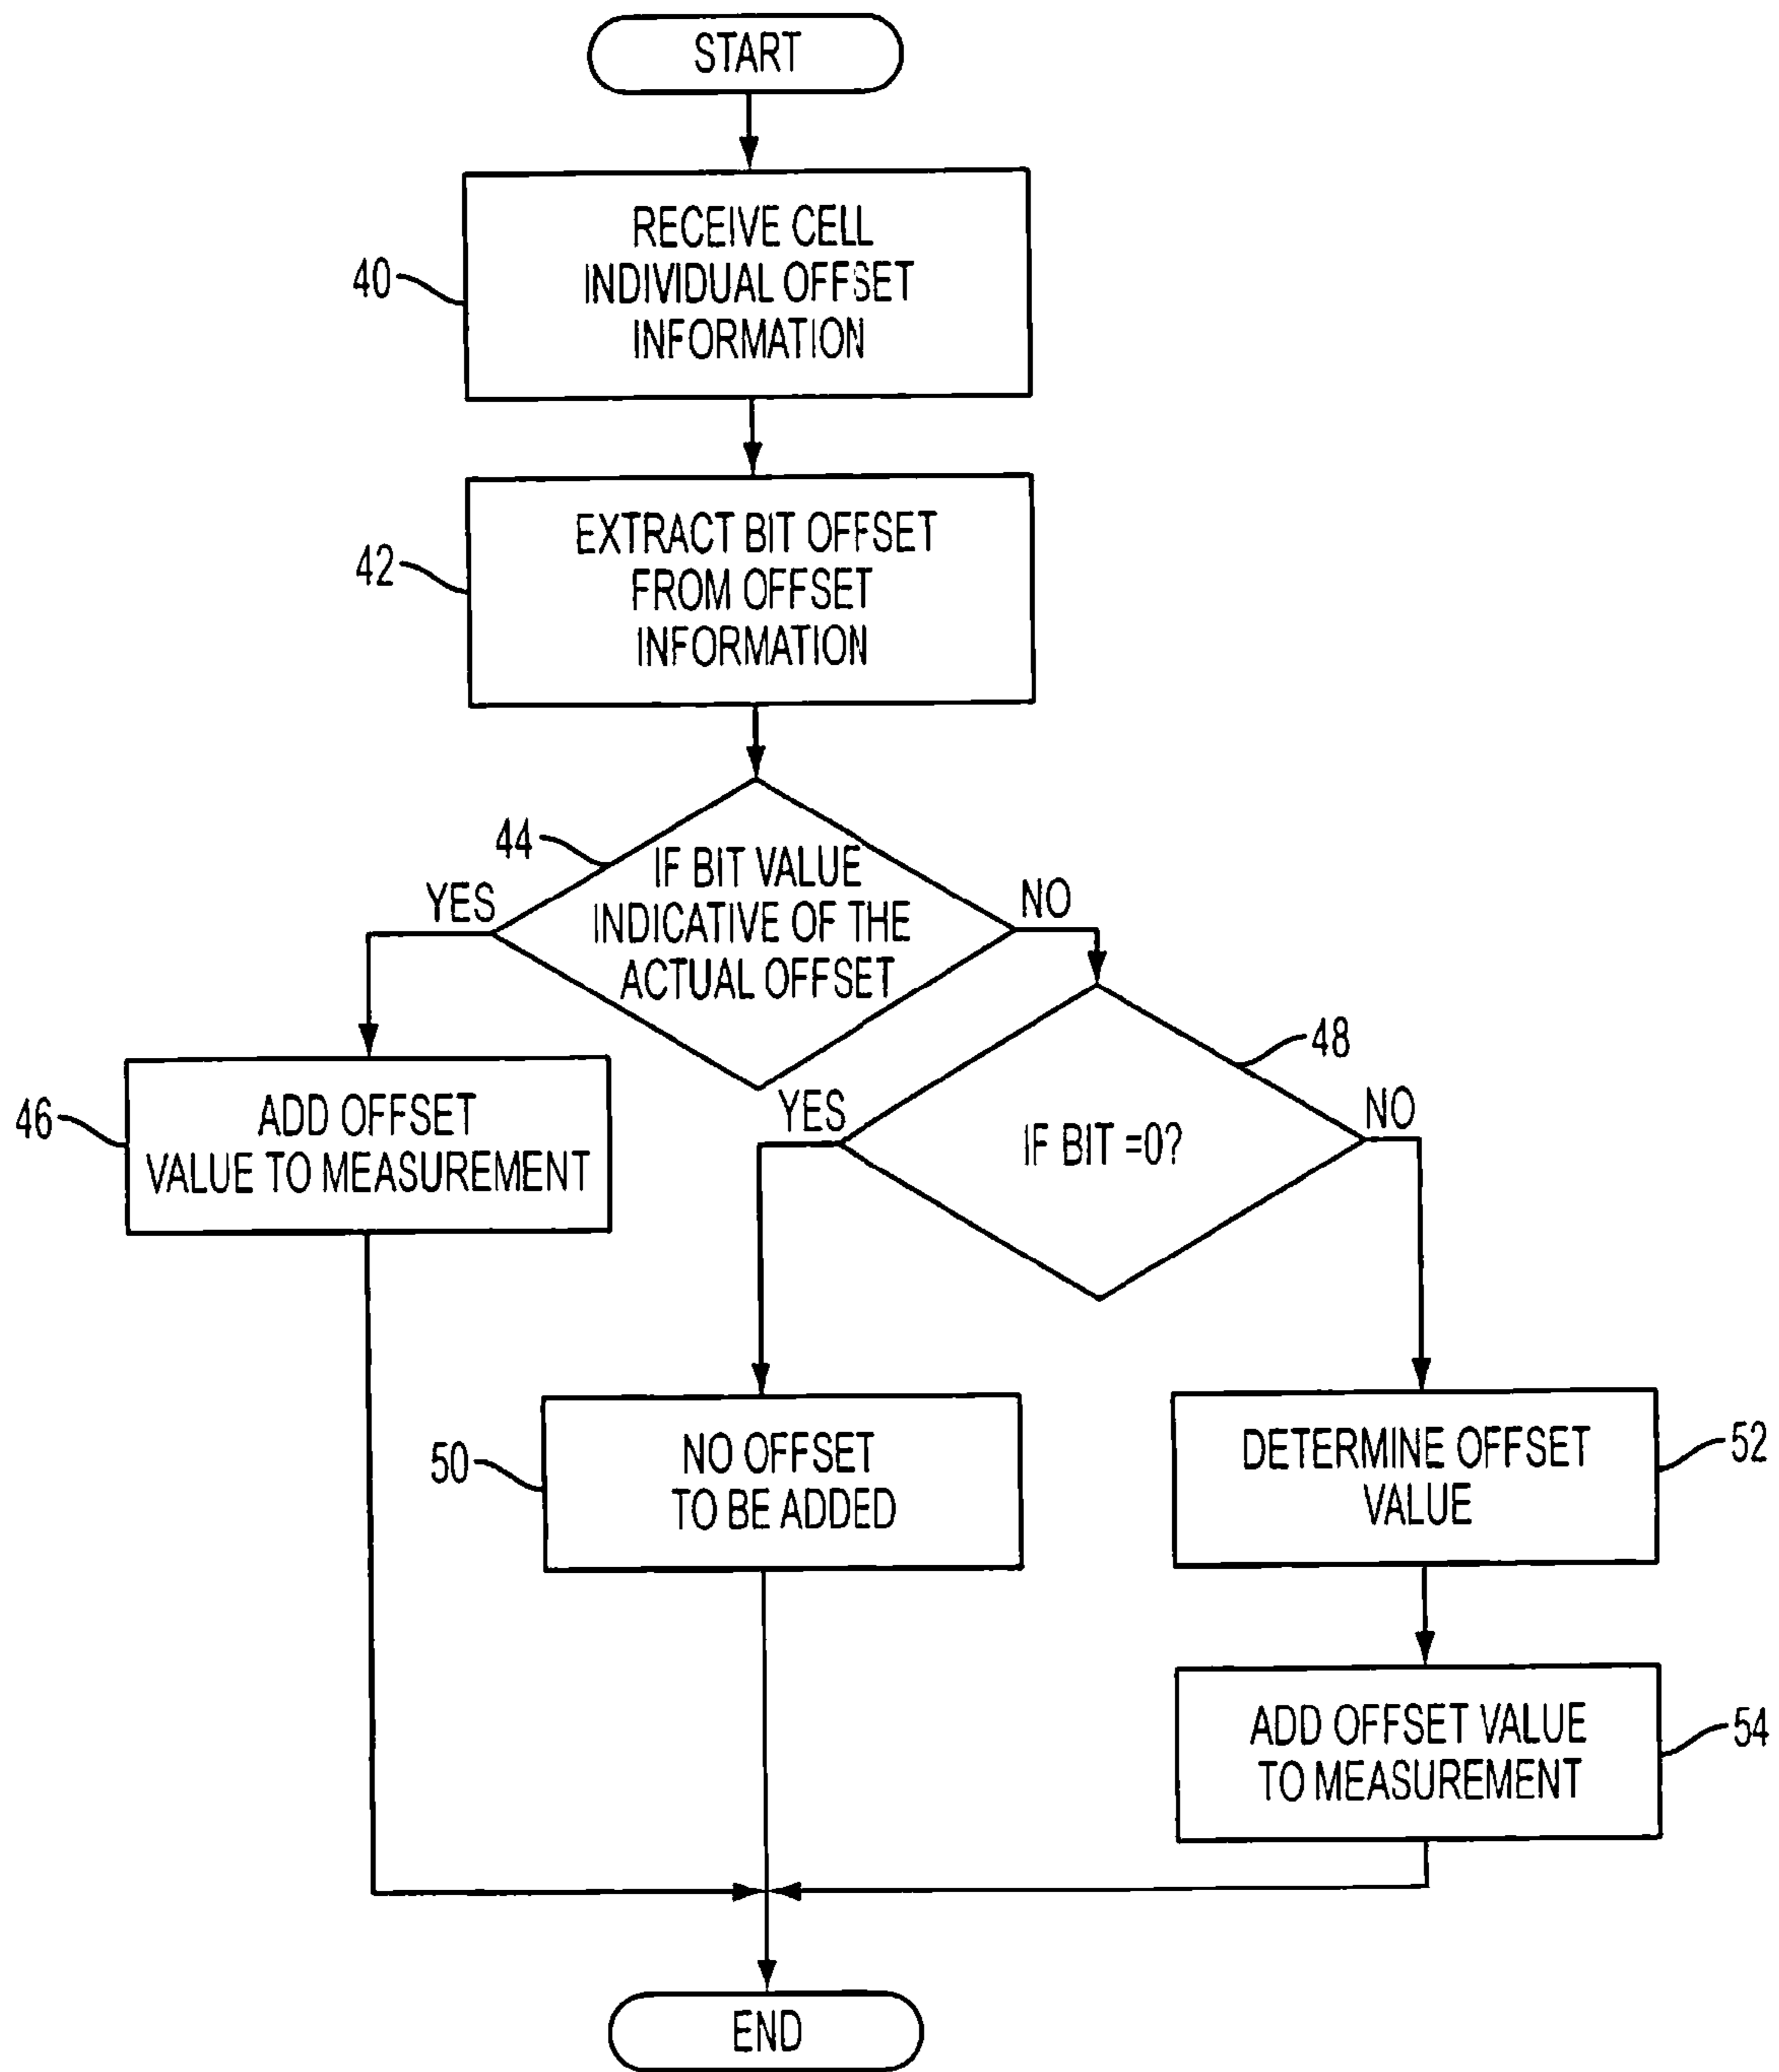 START
RECEIVE CELL
INDIVIDUAL OFFSET
INFORMATION
40
EXTRACT BIT OFFSET
FROM OFFSET
INFORMATION
42
44
IF BIT VALUE
INDICATIVE OF THE
ACTUAL OFFSET
YES
NO
46
ADD OFFSET
VALUE TO MEASUREMENT
48
YES
NO
IF BIT =0?
50
NO OFFSET
TO BE ADDED
DETERMINE OFFSET
VALUE
52
ADD OFFSET VALUE
TO MEASUREMENT
54
END